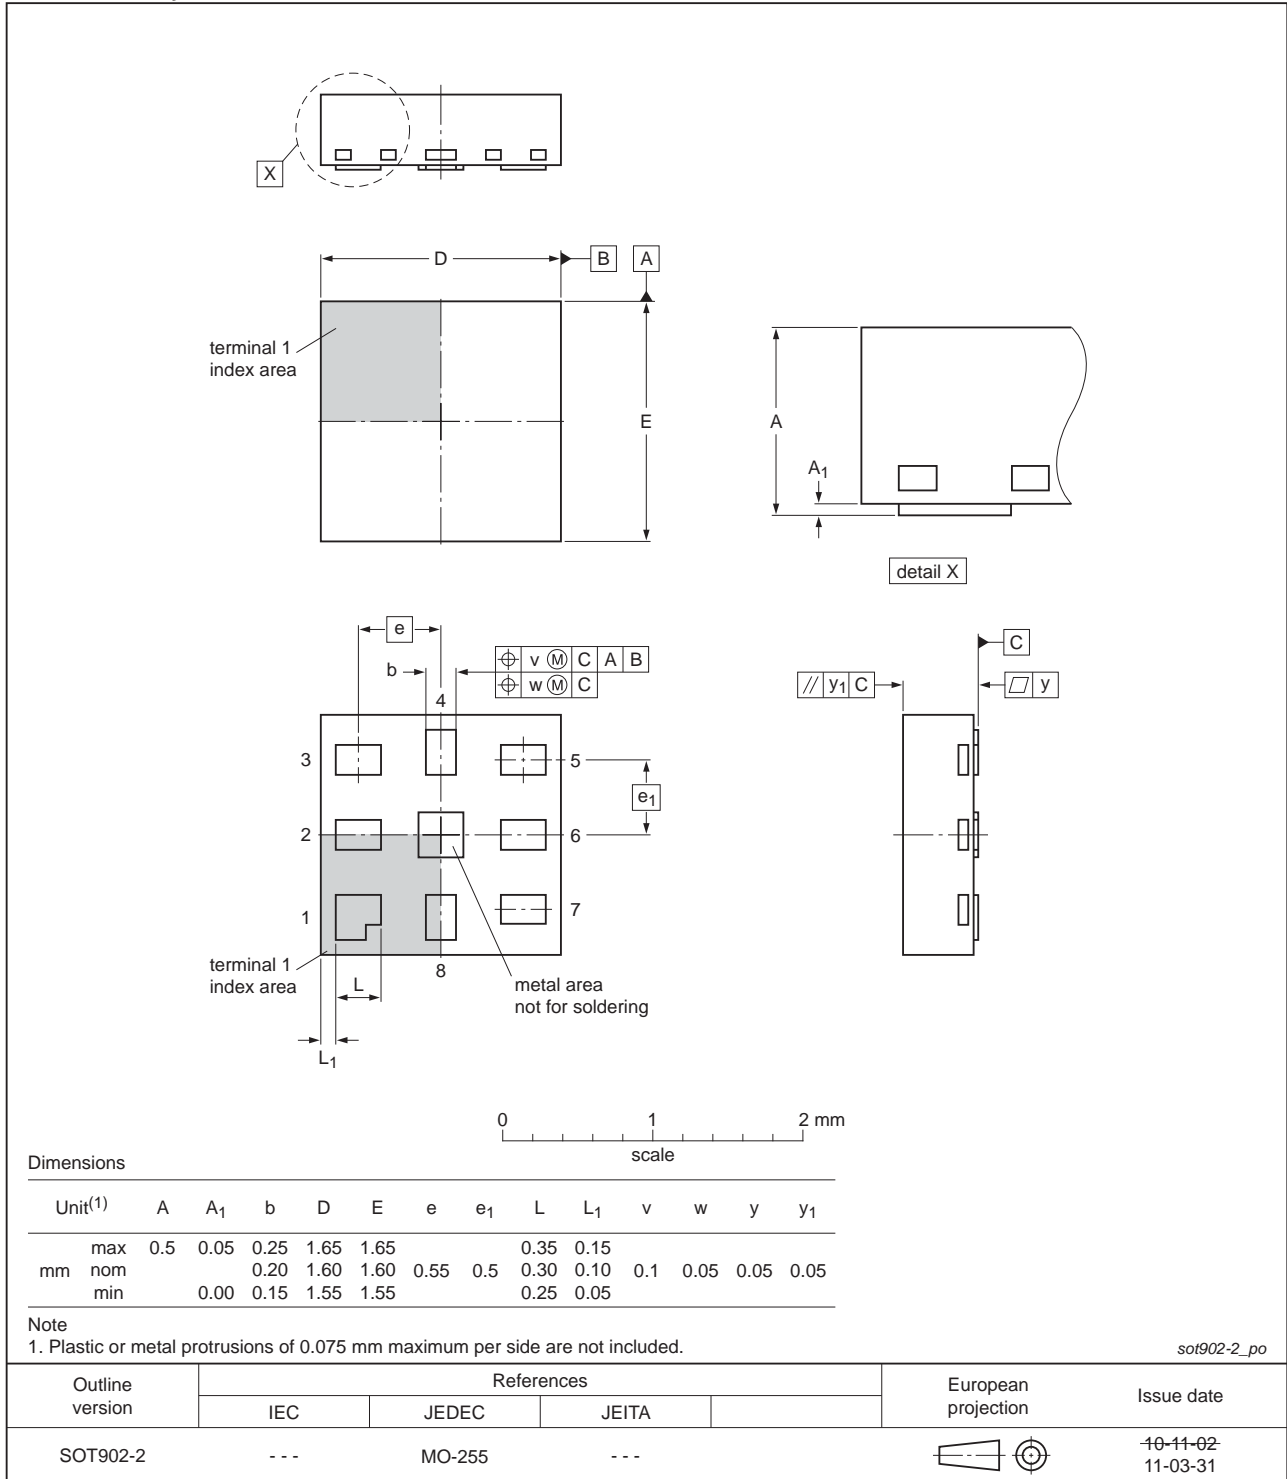 X
D
B
A
terminal 1
index area
E
A
A1
detail X
e
b
v M C A B
w M C
4
3
5
e1
2
6
1
7
terminal 1
index area
8
L
L1
metal area
not for soldering
C
// y1 C
y
0 1 2 mm
scale
Dimensions
Unit(1) A A1 b D E e e1 L L1 v w y y1
max 0.5 0.05 0.25 1.65 1.65 0.35 0.15
mm nom 0.20 1.60 1.60 0.55 0.5 0.30 0.10 0.1 0.05 0.05 0.05
min 0.00 0.15 1.55 1.55 0.25 0.05
Note
1. Plastic or metal protrusions of 0.075 mm maximum per side are not included.
sot902-2_po
Outline
version
References
IEC JEDEC JEITA
European
projection
Issue date
SOT902-2 - - - MO-255 - - -
10-11-02
11-03-31